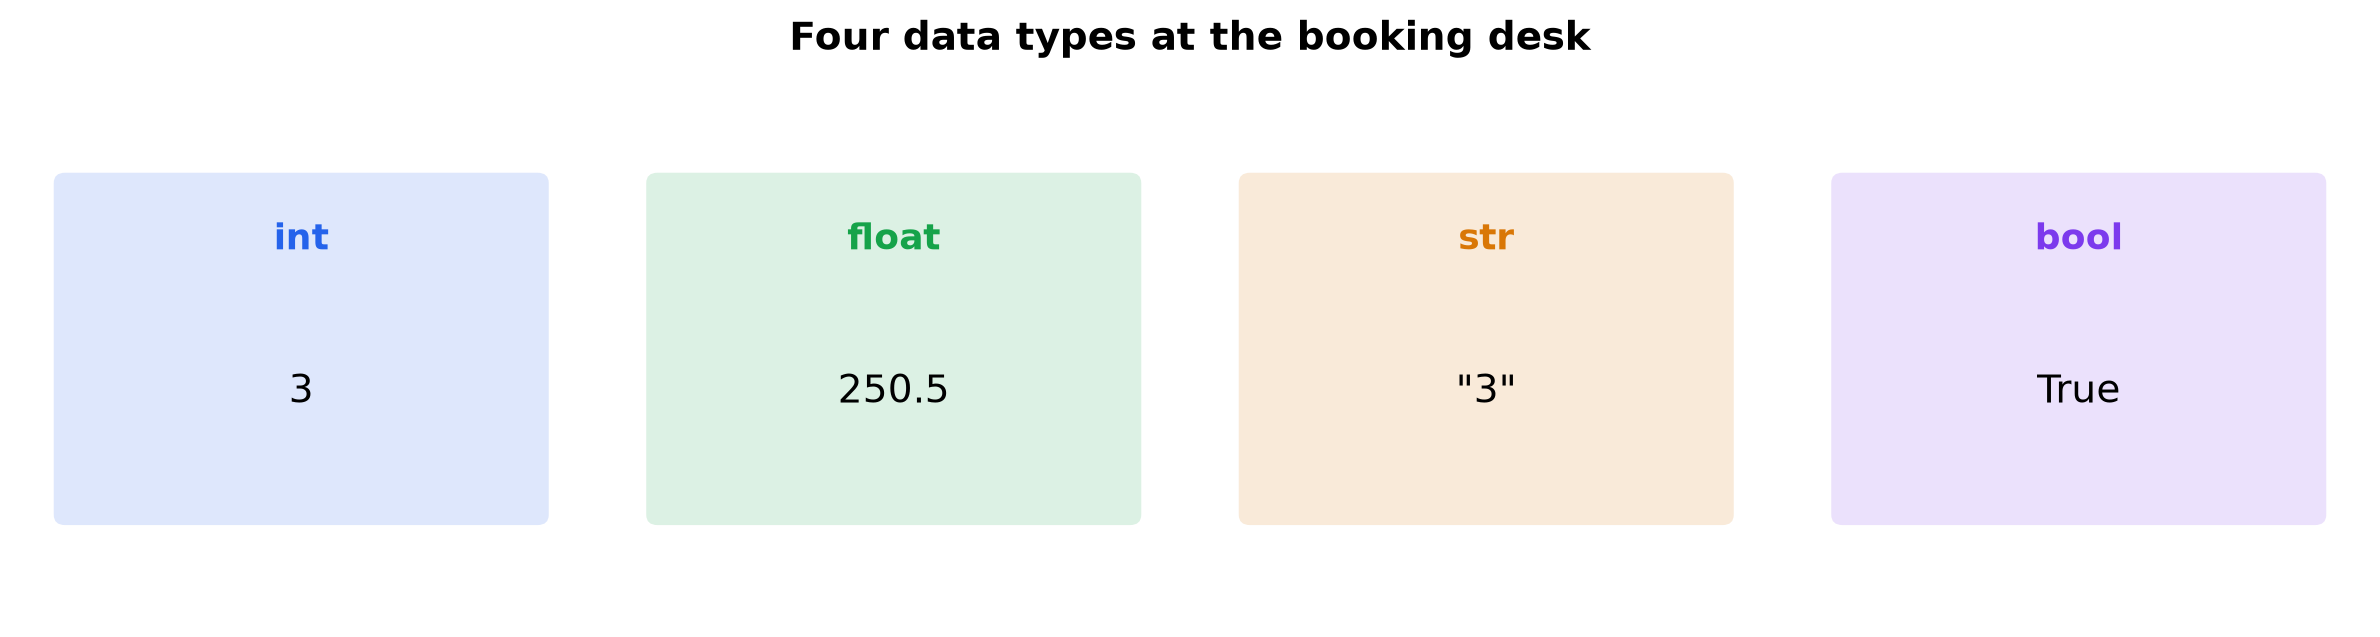 Four data types at the booking desk
int
3
float
250.5
str
"3"
bool
True